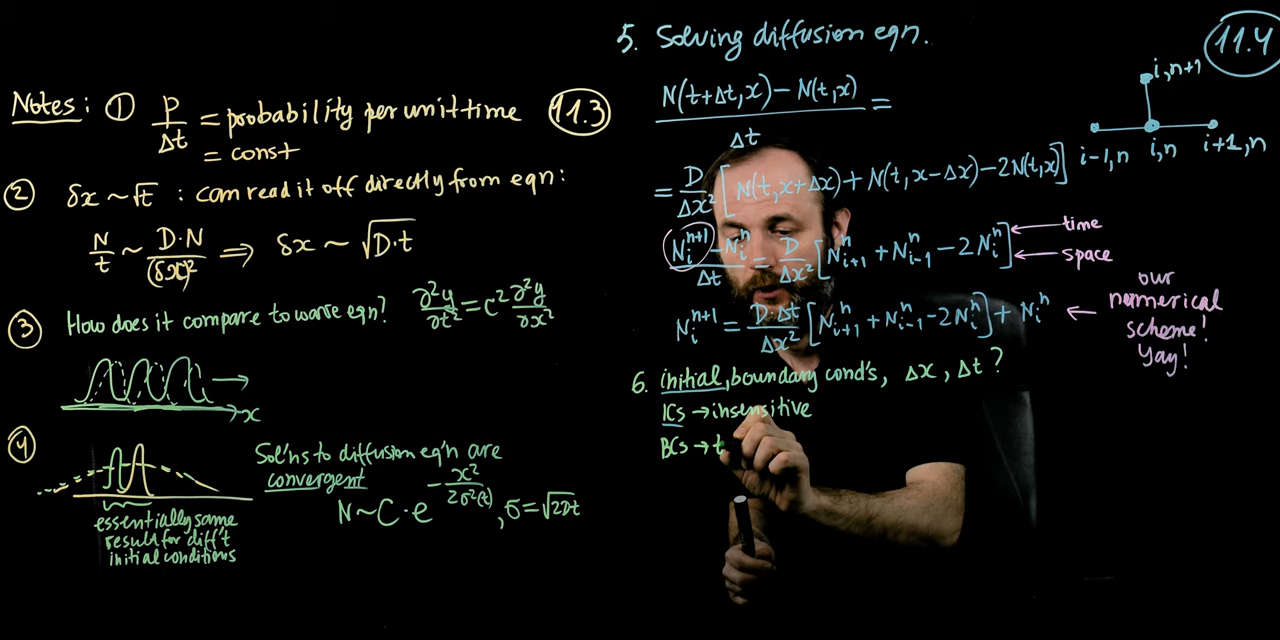 Notes: ① P/Δt = probability per unit time
= const
11.3
② δx ~ √t : can read it off directly from eqn:
N/t ~ D·N/(δx)² ⟹ δx ~ √D·t
③ How does it compare to wave eqn? ∂²y/∂t² = c² ∂²y/∂x²
x
④ Sol'ns to diffusion eq'n are
convergent
N ~ C · e^(-x²/2σ²(t)), σ = √2Dt
essentially same
result for diff't
initial conditions
5. Solving diffusion eqn.
11.4
N(t+Δt,x) − N(t,x) / Δt =
= D/Δx² [N(t,x+Δx) + N(t,x−Δx) − 2N(t,x)]
N_i^(n+1) − N_i^n / Δt = D/Δx² [N_(i+1)^n + N_(i−1)^n − 2N_i^n]
← time
← space
N_i^(n+1) = D·Δt/Δx² [N_(i+1)^n + N_(i−1)^n − 2N_i^n] + N_i^n
← our
numerical
scheme!
Yay!
i,n+1
i−1,n
i,n
i+1,n
6. initial, boundary cond's, Δx, Δt ?
ICs → insensitive
BCs → t